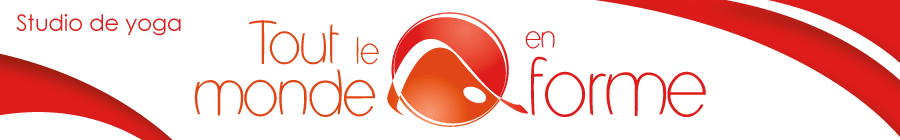 Studio de yoga
Tout le
monde
en
forme